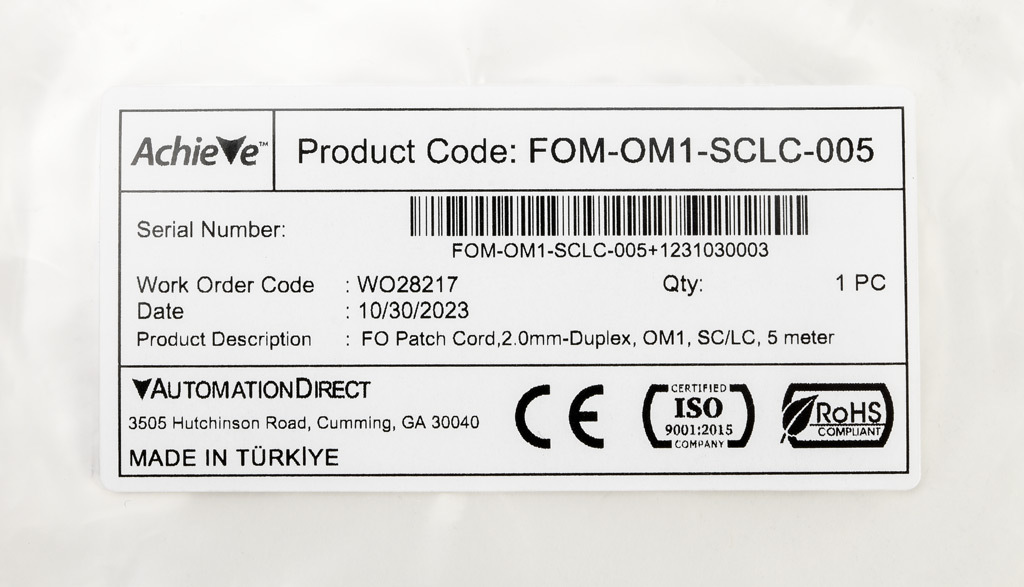 Achieve™
Product Code: FOM-OM1-SCLC-005
Serial Number:
FOM-OM1-SCLC-005+1231030003
Work Order Code : WO28217 Qty: 1 PC
Date : 10/30/2023
Product Description : FO Patch Cord,2.0mm-Duplex, OM1, SC/LC, 5 meter
AUTOMATIONDIRECT
3505 Hutchinson Road, Cumming, GA 30040
MADE IN TÜRKİYE
CE
CERTIFIED
ISO
9001:2015
COMPANY
RoHS
COMPLIANT